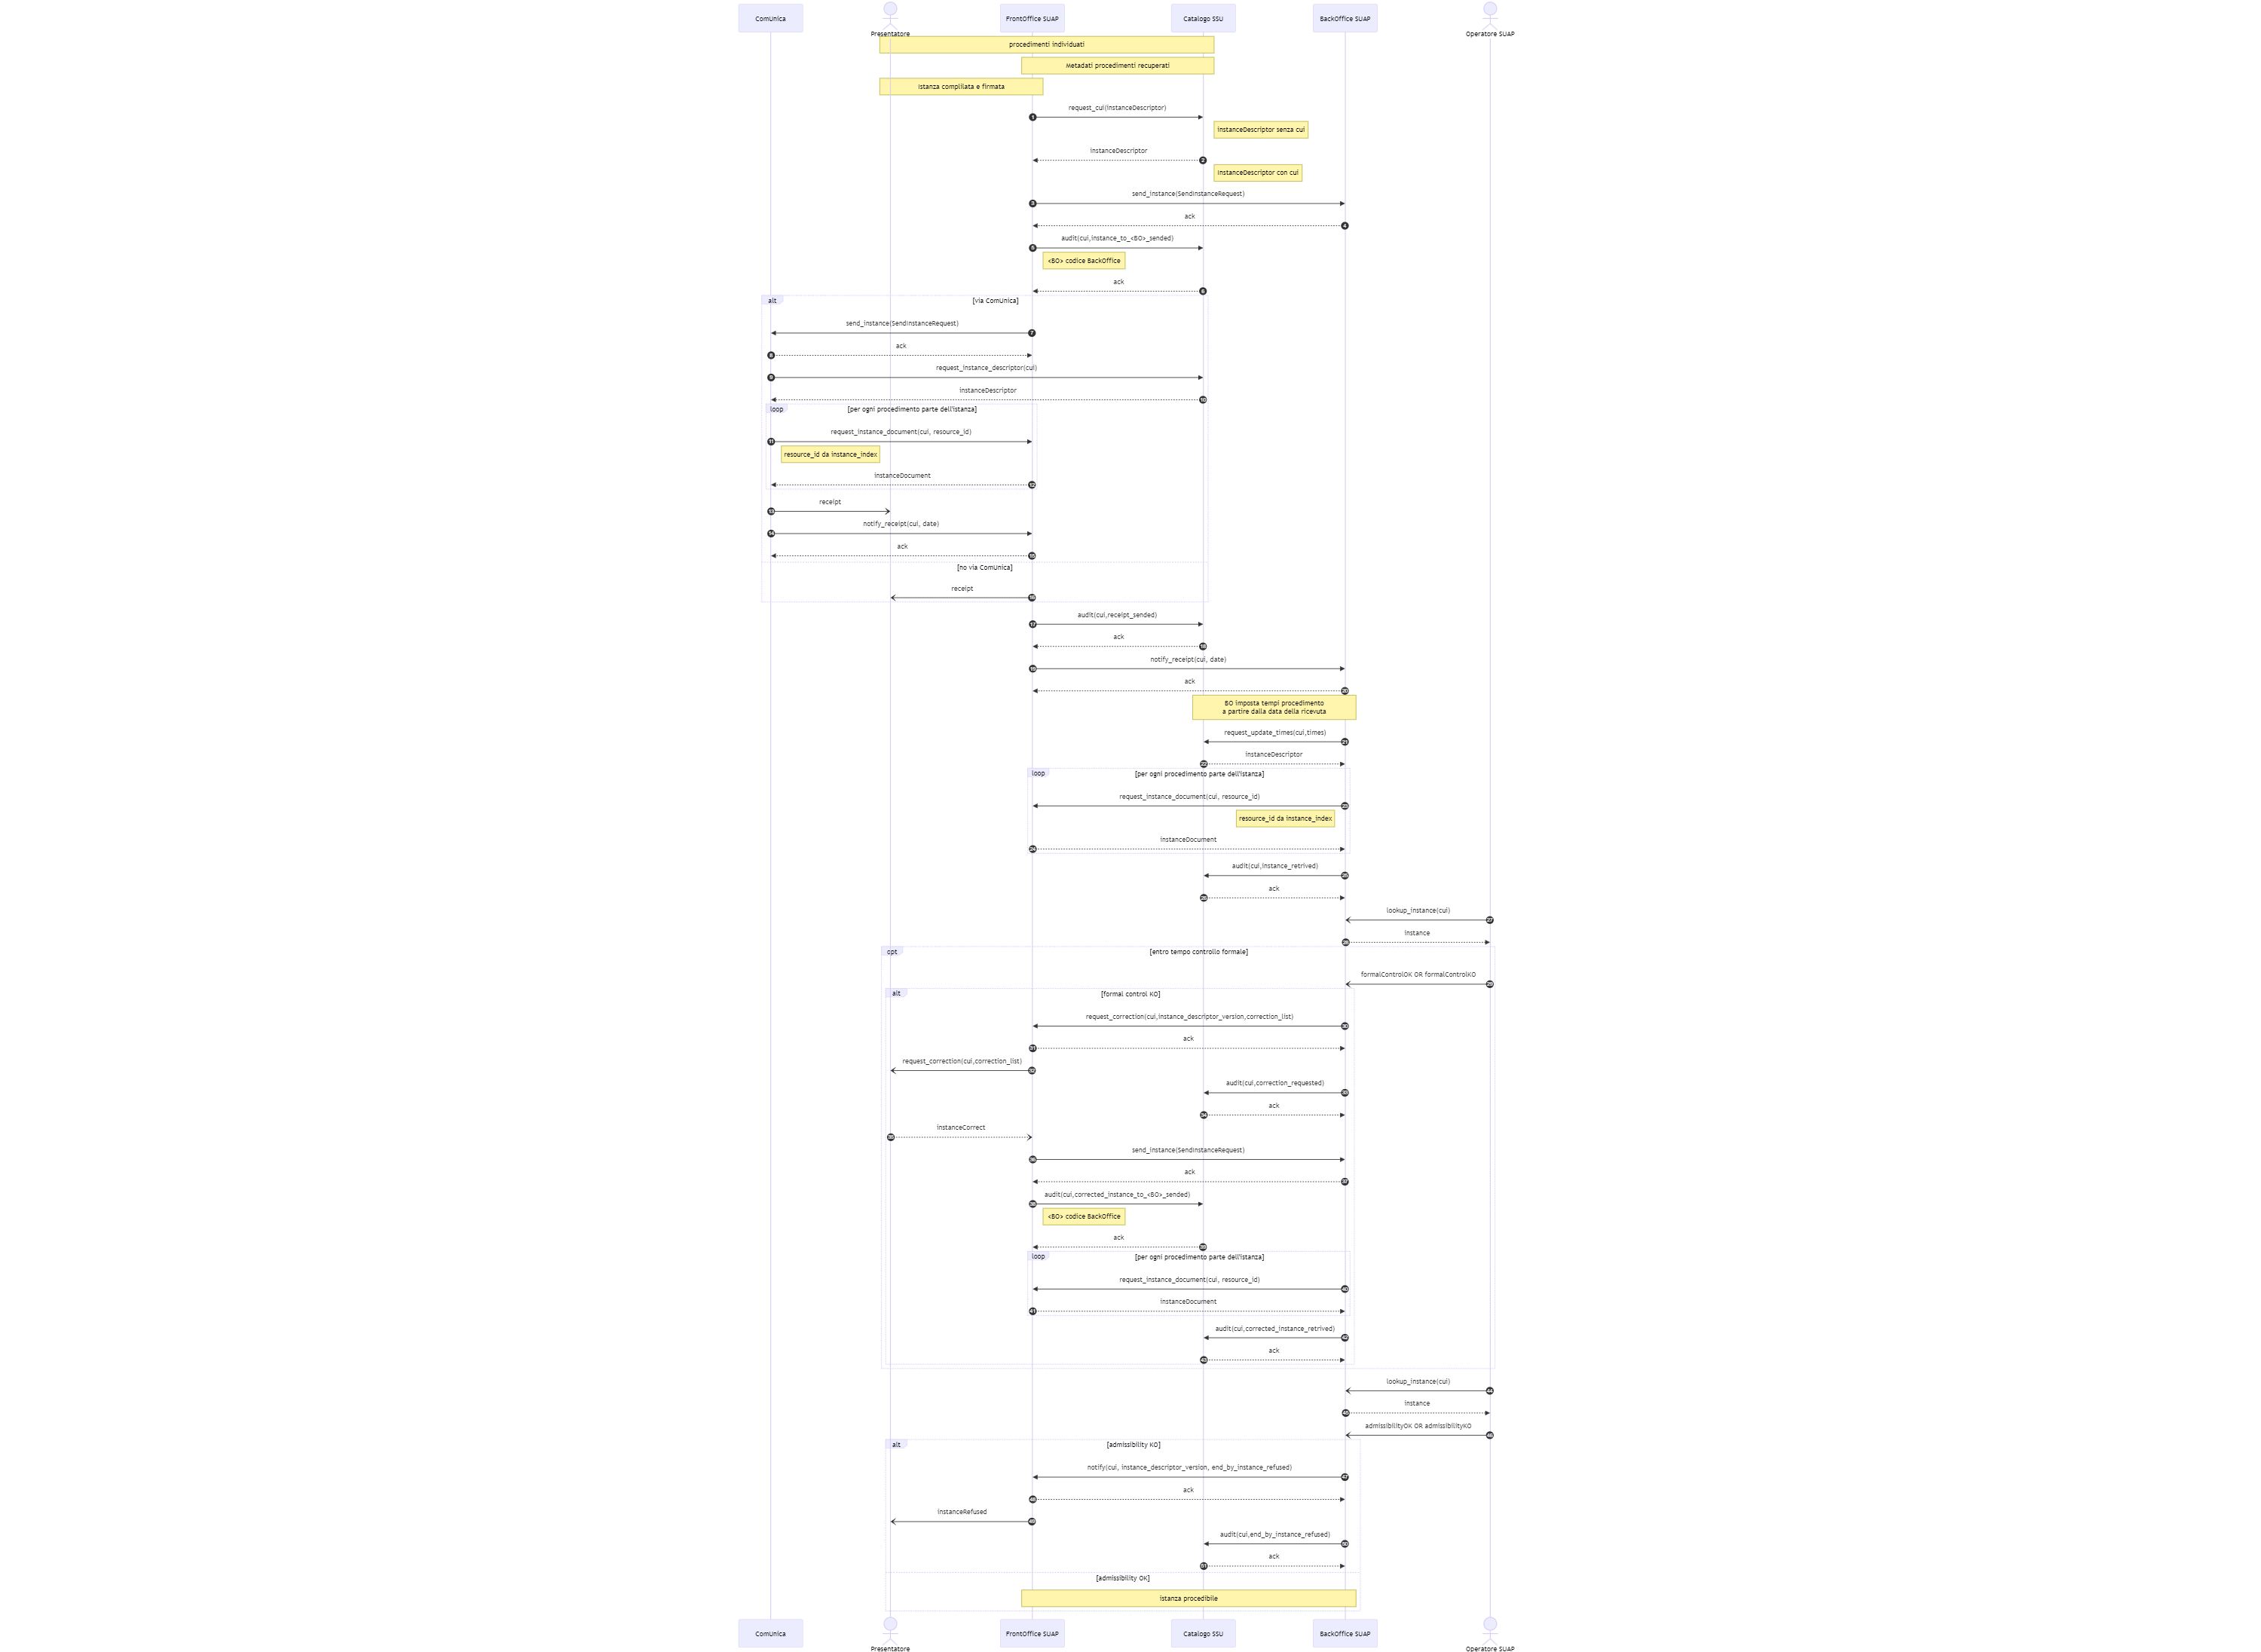 ComUnica
Presentatore
FrontOffice SUAP
Catalogo SSU
BackOffice SUAP
Operatore SUAP
procedimenti individuati
Metadati procedimenti recuperati
istanza complilata e firmata
request_cui(InstanceDescriptor)
1
instanceDescriptor senza cui
instanceDescriptor
2
InstanceDescriptor con cui
send_instance(SendInstanceRequest)
3
ack
4
audit(cui,instance_to_<BO>_sended)
5
<BO> codice BackOffice
ack
6
alt
[via ComUnica]
send_instance(SendInstanceRequest)
7
ack
8
request_instance_descriptor(cui)
9
instanceDescriptor
10
loop
[per ogni procedimento parte dell'istanza]
request_instance_document(cui, resource_id)
11
resource_id da instance_index
instanceDocument
12
receipt
13
notify_receipt(cui, date)
14
ack
15
[no via ComUnica]
receipt
16
audit(cui,receipt_sended)
17
ack
18
notify_receipt(cui, date)
19
ack
20
BO imposta tempi procedimento
a partire dalla data della ricevuta
request_update_times(cui,times)
21
instanceDescriptor
22
loop
[per ogni procedimento parte dell'istanza]
request_instance_document(cui, resource_id)
23
resource_id da instance_index
instanceDocument
24
audit(cui,instance_retrived)
25
ack
26
lookup_instance(cui)
27
instance
28
opt
[entro tempo controllo formale]
formalControlOK OR formalControlKO
29
alt
[formal control KO]
request_correction(cui,instance_descriptor_version,correction_list)
30
ack
31
request_correction(cui,correction_list)
32
audit(cui,correction_requested)
33
ack
34
instanceCorrect
35
send_instance(SendInstanceRequest)
36
ack
37
audit(cui,corrected_instance_to_<BO>_sended)
38
<BO> codice BackOffice
ack
39
loop
[per ogni procedimento parte dell'istanza]
request_instance_document(cui, resource_id)
40
instanceDocument
41
audit(cui,corrected_instance_retrived)
42
ack
43
lookup_instance(cui)
44
instance
45
admissibilityOK OR admissibilityKO
46
alt
[admissibility KO]
notify(cui, instance_descriptor_version, end_by_instance_refused)
47
ack
48
instanceRefused
49
audit(cui,end_by_instance_refused)
50
ack
51
[admissibility OK]
istanza procedibile
ComUnica
Presentatore
FrontOffice SUAP
Catalogo SSU
BackOffice SUAP
Operatore SUAP